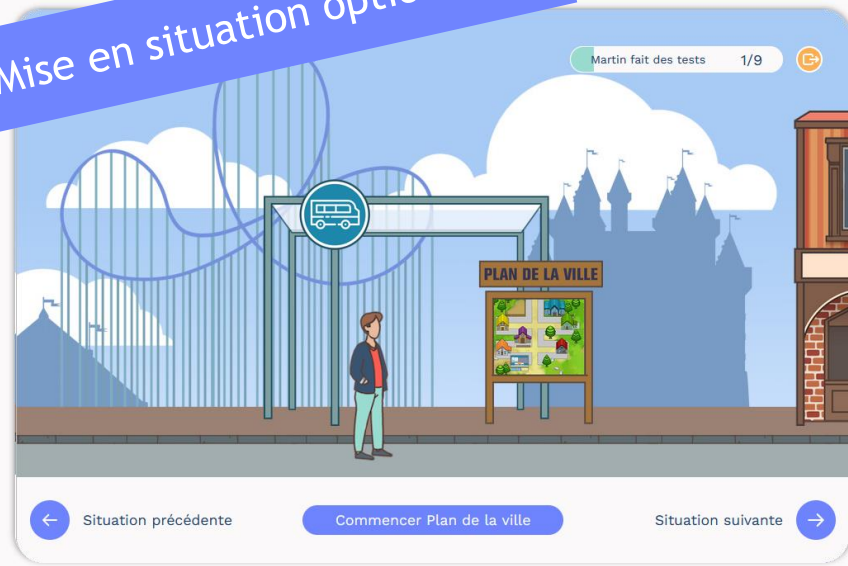 Mise en situation
Martin fait des tests 1/9
PLAN DE LA VILLE
Situation précédente
Commencer Plan de la ville
Situation suivante